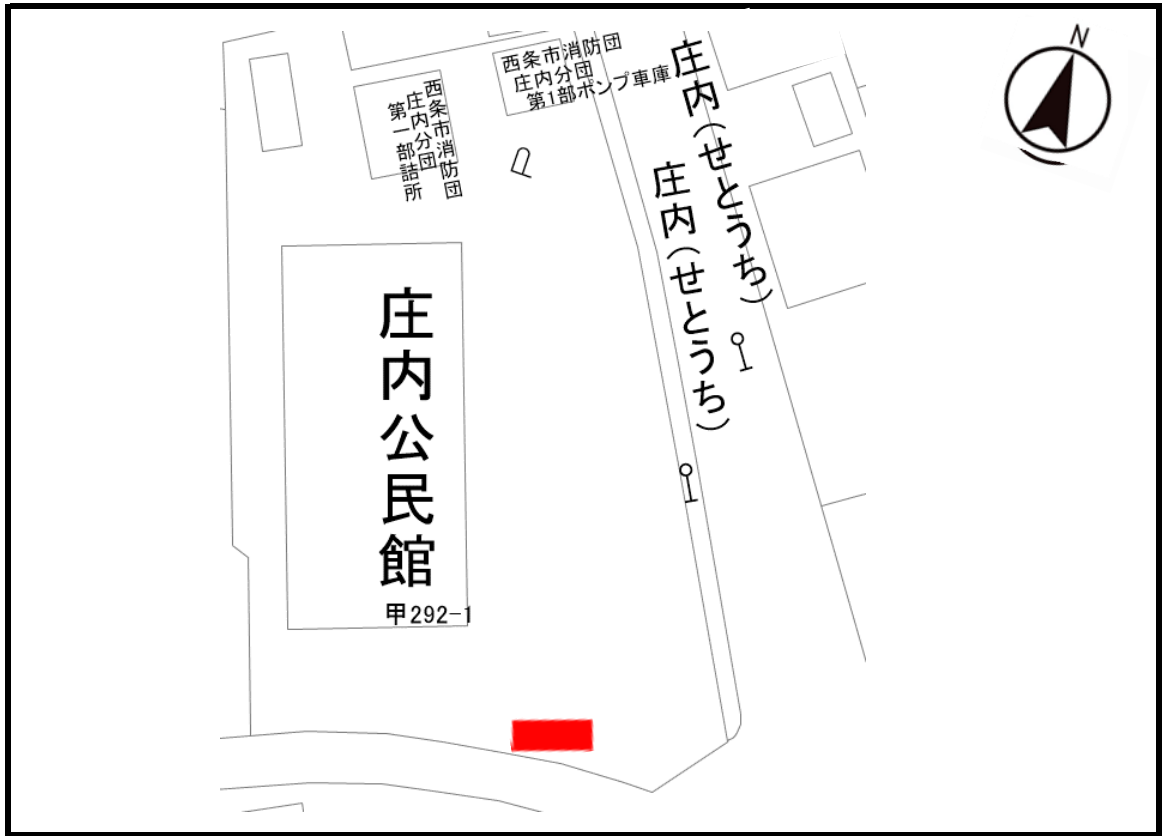 西条市消防団
庄内分団
第1部ポンプ車庫
西条市消防団
庄内分団
第一部詰所
庄内(せとうち)
庄内(せとうち)
N
庄内公民館
甲292-1